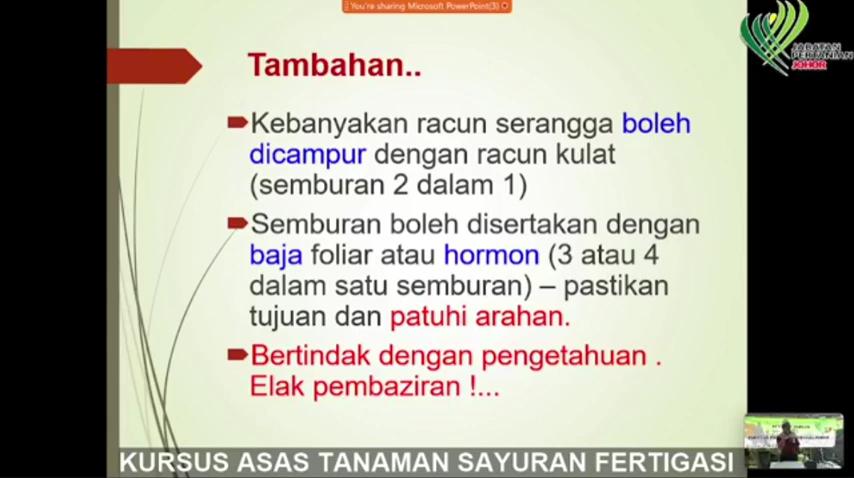 You're sharing Microsoft PowerPoint(3)
JABATAN
PERTANIAN
JOHOR
Tambahan..
Kebanyakan racun serangga boleh
dicampur dengan racun kulat
(semburan 2 dalam 1)
Semburan boleh disertakan dengan
baja foliar atau hormon (3 atau 4
dalam satu semburan) – pastikan
tujuan dan patuhi arahan.
Bertindak dengan pengetahuan .
Elak pembaziran !...
KURSUS ASAS TANAMAN SAYURAN FERTIGASI